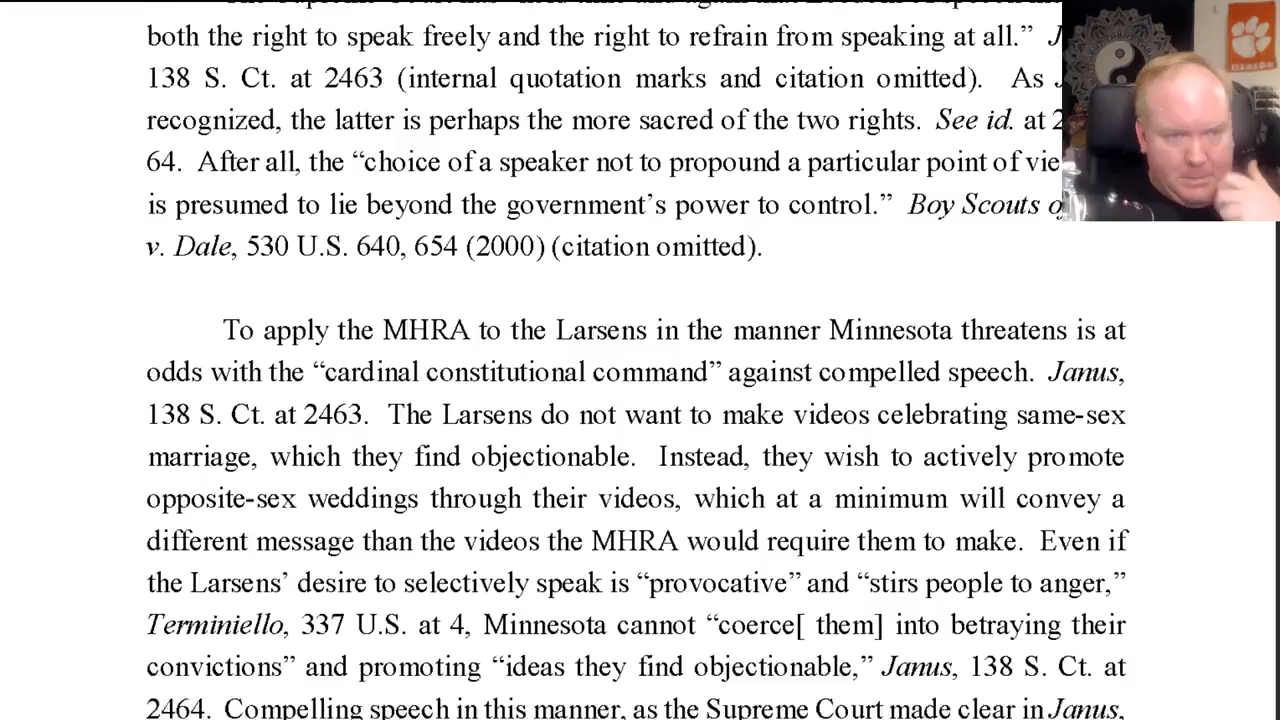 both the right to speak freely and the right to refrain from speaking at all.” J
138 S. Ct. at 2463 (internal quotation marks and citation omitted). As
recognized, the latter is perhaps the more sacred of the two rights. See id. at 2
64. After all, the “choice of a speaker not to propound a particular point of vie
is presumed to lie beyond the government’s power to control.” Boy Scouts o
v. Dale, 530 U.S. 640, 654 (2000) (citation omitted).
To apply the MHRA to the Larsens in the manner Minnesota threatens is at
odds with the “cardinal constitutional command” against compelled speech. Janus,
138 S. Ct. at 2463. The Larsens do not want to make videos celebrating same-sex
marriage, which they find objectionable. Instead, they wish to actively promote
opposite-sex weddings through their videos, which at a minimum will convey a
different message than the videos the MHRA would require them to make. Even if
the Larsens’ desire to selectively speak is “provocative” and “stirs people to anger,”
Terminiello, 337 U.S. at 4, Minnesota cannot “coerce[ them] into betraying their
convictions” and promoting “ideas they find objectionable,” Janus, 138 S. Ct. at
2464. Compelling speech in this manner, as the Supreme Court made clear in Janus,